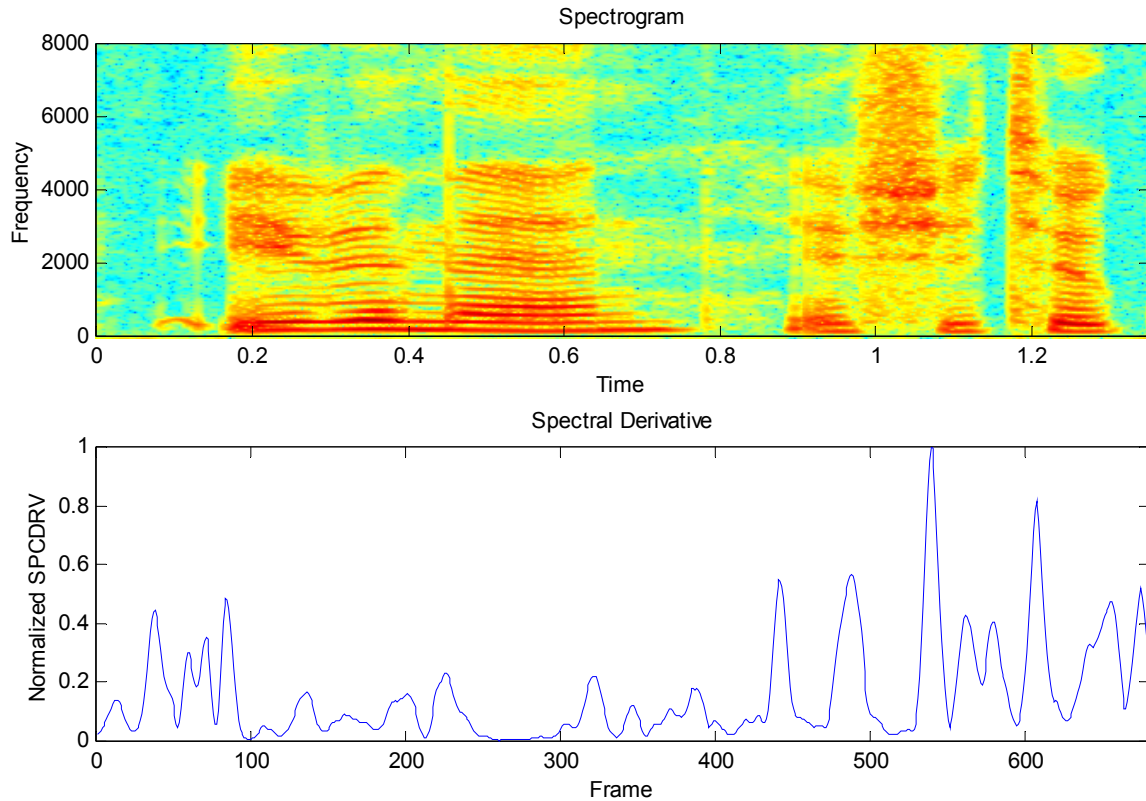 Spectrogram
8000
6000
4000
2000
0
Frequency
0 0.2 0.4 0.6 0.8 1 1.2
Time
Spectral Derivative
1
0.8
0.6
0.4
0.2
0
Normalized SPCDRV
0 100 200 300 400 500 600
Frame